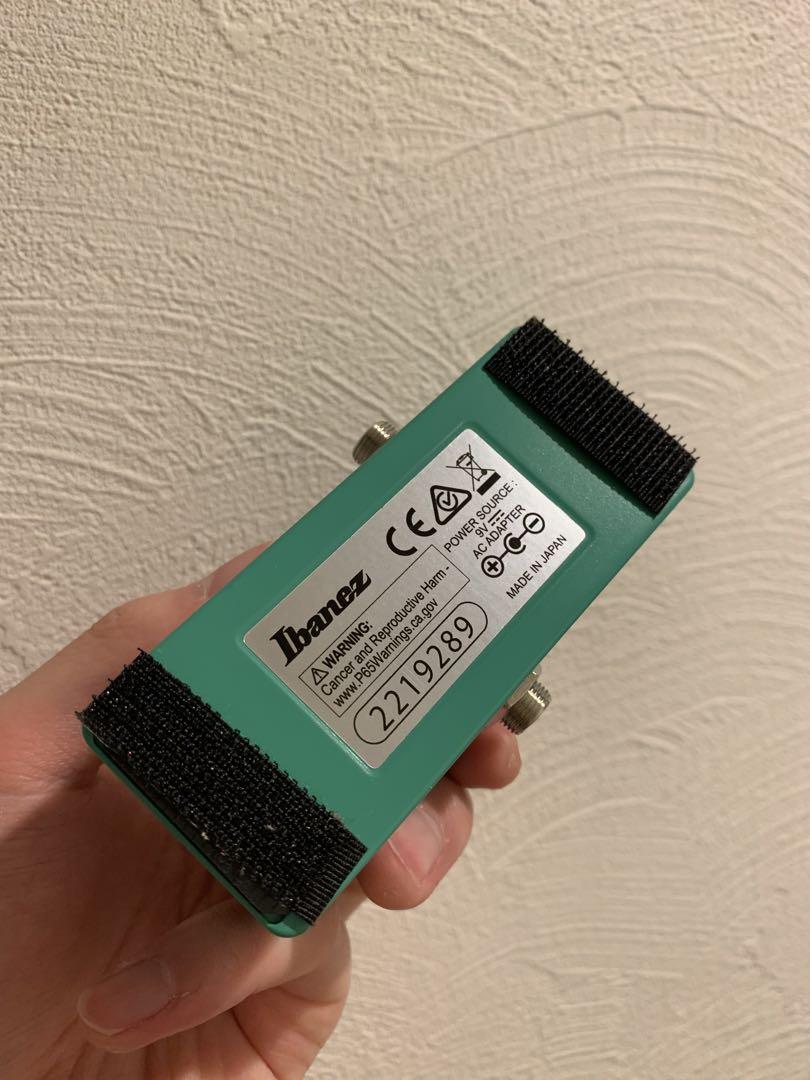 Ibanez
WARNING:
Cancer and Reproductive Harm -
www.P65Warnings.ca.gov
2219289
CE
POWER SOURCE :
9V
AC ADAPTER
MADE IN JAPAN